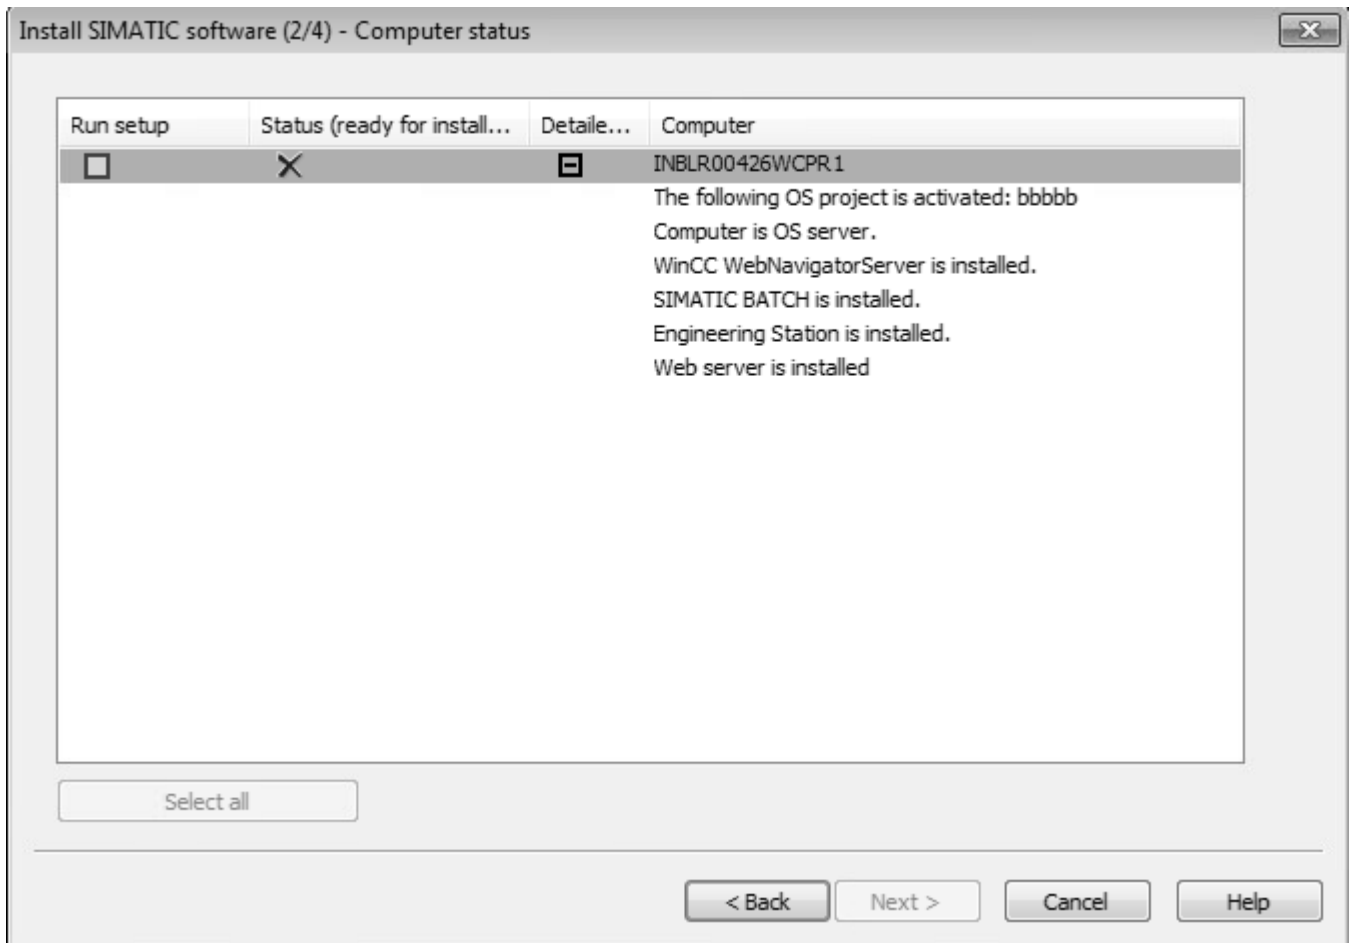 Install SIMATIC software (2/4) - Computer status
Run setup Status (ready for install... Detaile... Computer
INBLR00426WCPR1
The following OS project is activated: bbbbb
Computer is OS server.
WinCC WebNavigatorServer is installed.
SIMATIC BATCH is installed.
Engineering Station is installed.
Web server is installed
Select all
< Back Next > Cancel Help